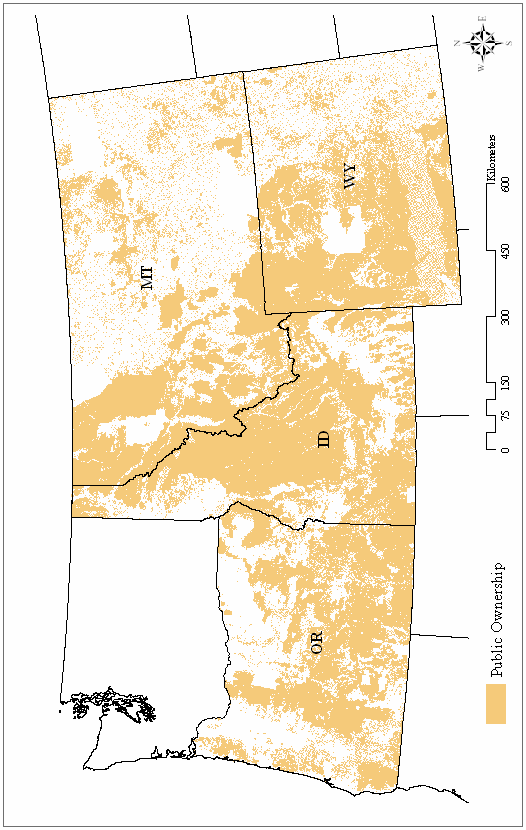 N
E
W
S
MT
WY
ID
OR
0
75
150
300
450
600
Kilometers
Public Ownership